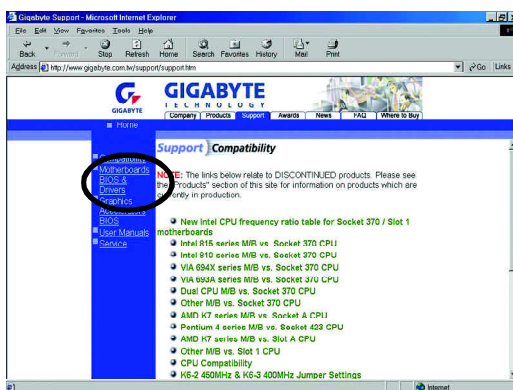 Gigabyte Support - Microsoft Internet Explorer
File Edit View Favorites Tools Help
Back Forward Stop Refresh Home Search Favorites History Mail Print
Address http://www.gigabyte.com.tw/support/support.htm Go Links
GIGABYTE
GIGABYTE
TECHNOLOGY
Company Products Support Awards News FAQ Where to Buy
Home
Support Compatibility
Compatibility
Motherboards
BIOS &
Drivers
Graphics
Accelerators
BIOS
User Manuals
Service
NOTE: The links below relate to DISCONTINUED products. Please see
the "Products" section of this site for information on products which are
currently in production.
New Intel CPU frequency ratio table for Socket 370 / Slot 1
motherboards
Intel 815 series M/B vs. Socket 370 CPU
Intel 810 series M/B vs. Socket 370 CPU
VIA 694X series M/B vs. Socket 370 CPU
VIA 693A series M/B vs. Socket 370 CPU
Dual CPU M/B vs. Socket 370 CPU
Other M/B vs. Socket 370 CPU
AMD K7 series M/B vs. Socket A CPU
Pentium 4 series M/B vs. Socket 423 CPU
AMD K7 series M/B vs. Slot A CPU
Other M/B vs. Slot 1 CPU
CPU Compatibility
K6-2 450MHz & K6-3 400MHz Jumper Settings
Internet